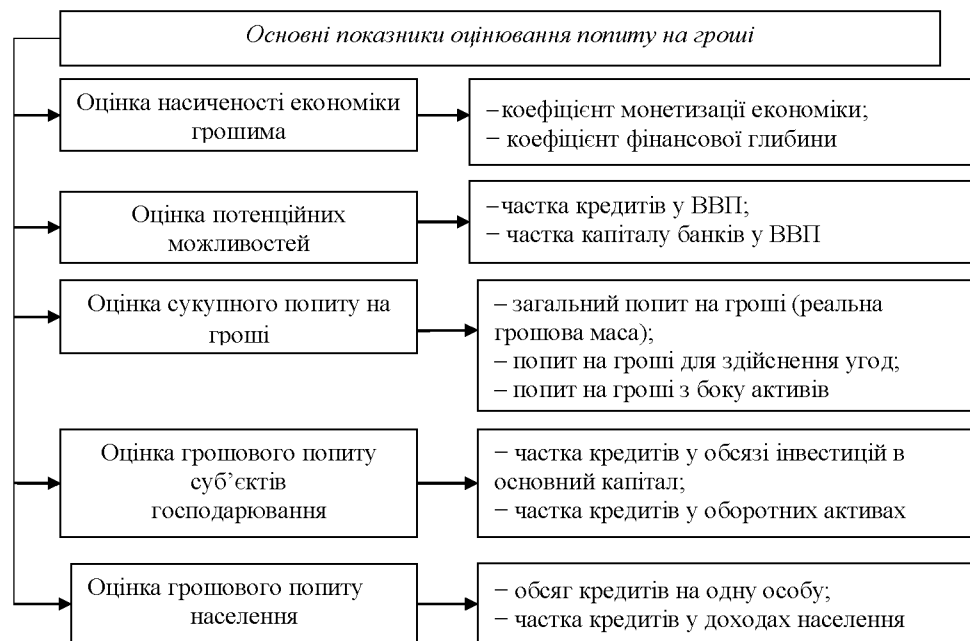 Основні показники оцінювання попиту на гроші
Оцінка насиченості економіки
грошима
–коефіцієнт монетизації економіки;
− коефіцієнт фінансової глибини
Оцінка потенційних
можливостей
–частка кредитів у ВВП;
− частка капіталу банків у ВВП
Оцінка сукупного попиту на
гроші
– загальний попит на гроші (реальна
грошова маса);
– попит на гроші для здійснення угод;
– попит на гроші з боку активів
Оцінка грошового попиту
суб’єктів
господарювання
− частка кредитів у обсязі інвестицій в
основний капітал;
− частка кредитів у оборотних активах
Оцінка грошового попиту
населення
− обсяг кредитів на одну особу;
− частка кредитів у доходах населення